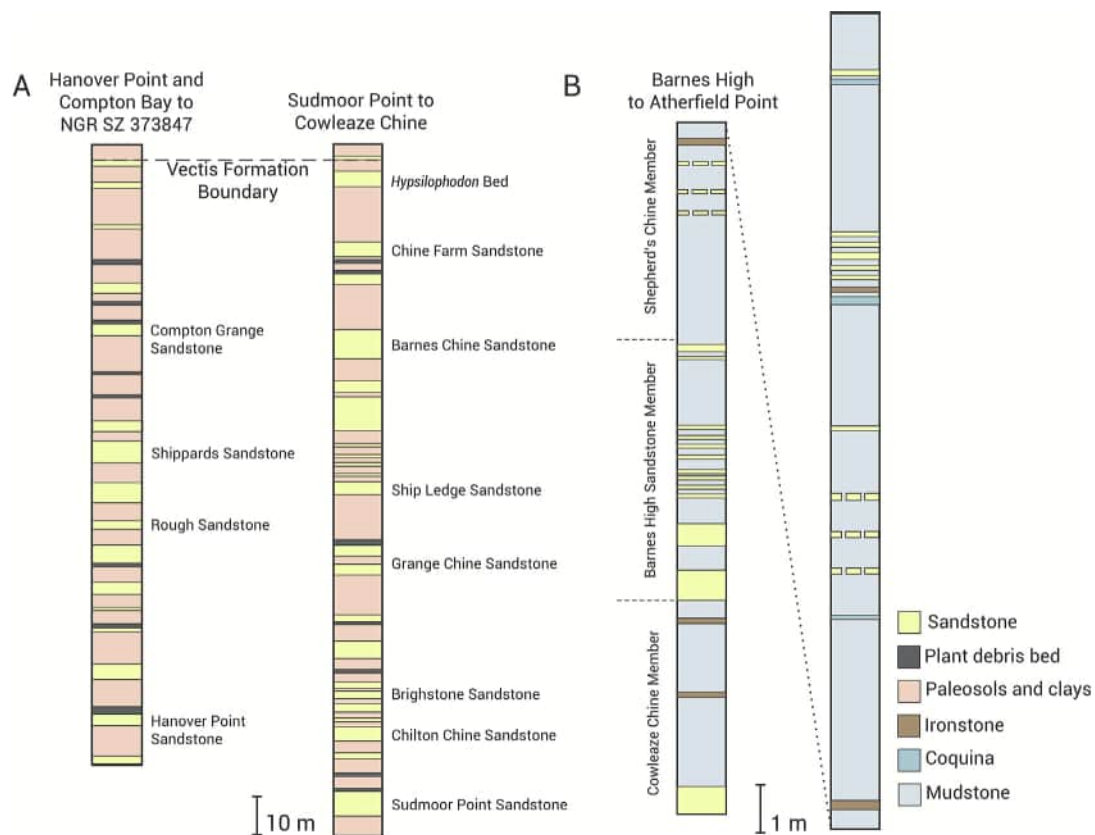 A
Hanover Point and
Compton Bay to
NGR SZ 373847
Sudmoor Point to
Cowleaze Chine
Vectis Formation
Boundary
Hypsilophodon Bed
Chine Farm Sandstone
Compton Grange
Sandstone
Barnes Chine Sandstone
Shippards Sandstone
Ship Ledge Sandstone
Rough Sandstone
Grange Chine Sandstone
Brighstone Sandstone
Hanover Point
Sandstone
Chilton Chine Sandstone
Sudmoor Point Sandstone
10 m
B
Barnes High
to Atherfield Point
Shepherd's Chine Member
Barnes High Sandstone Member
Cowleaze Chine Member
1 m
Sandstone
Plant debris bed
Paleosols and clays
Ironstone
Coquina
Mudstone